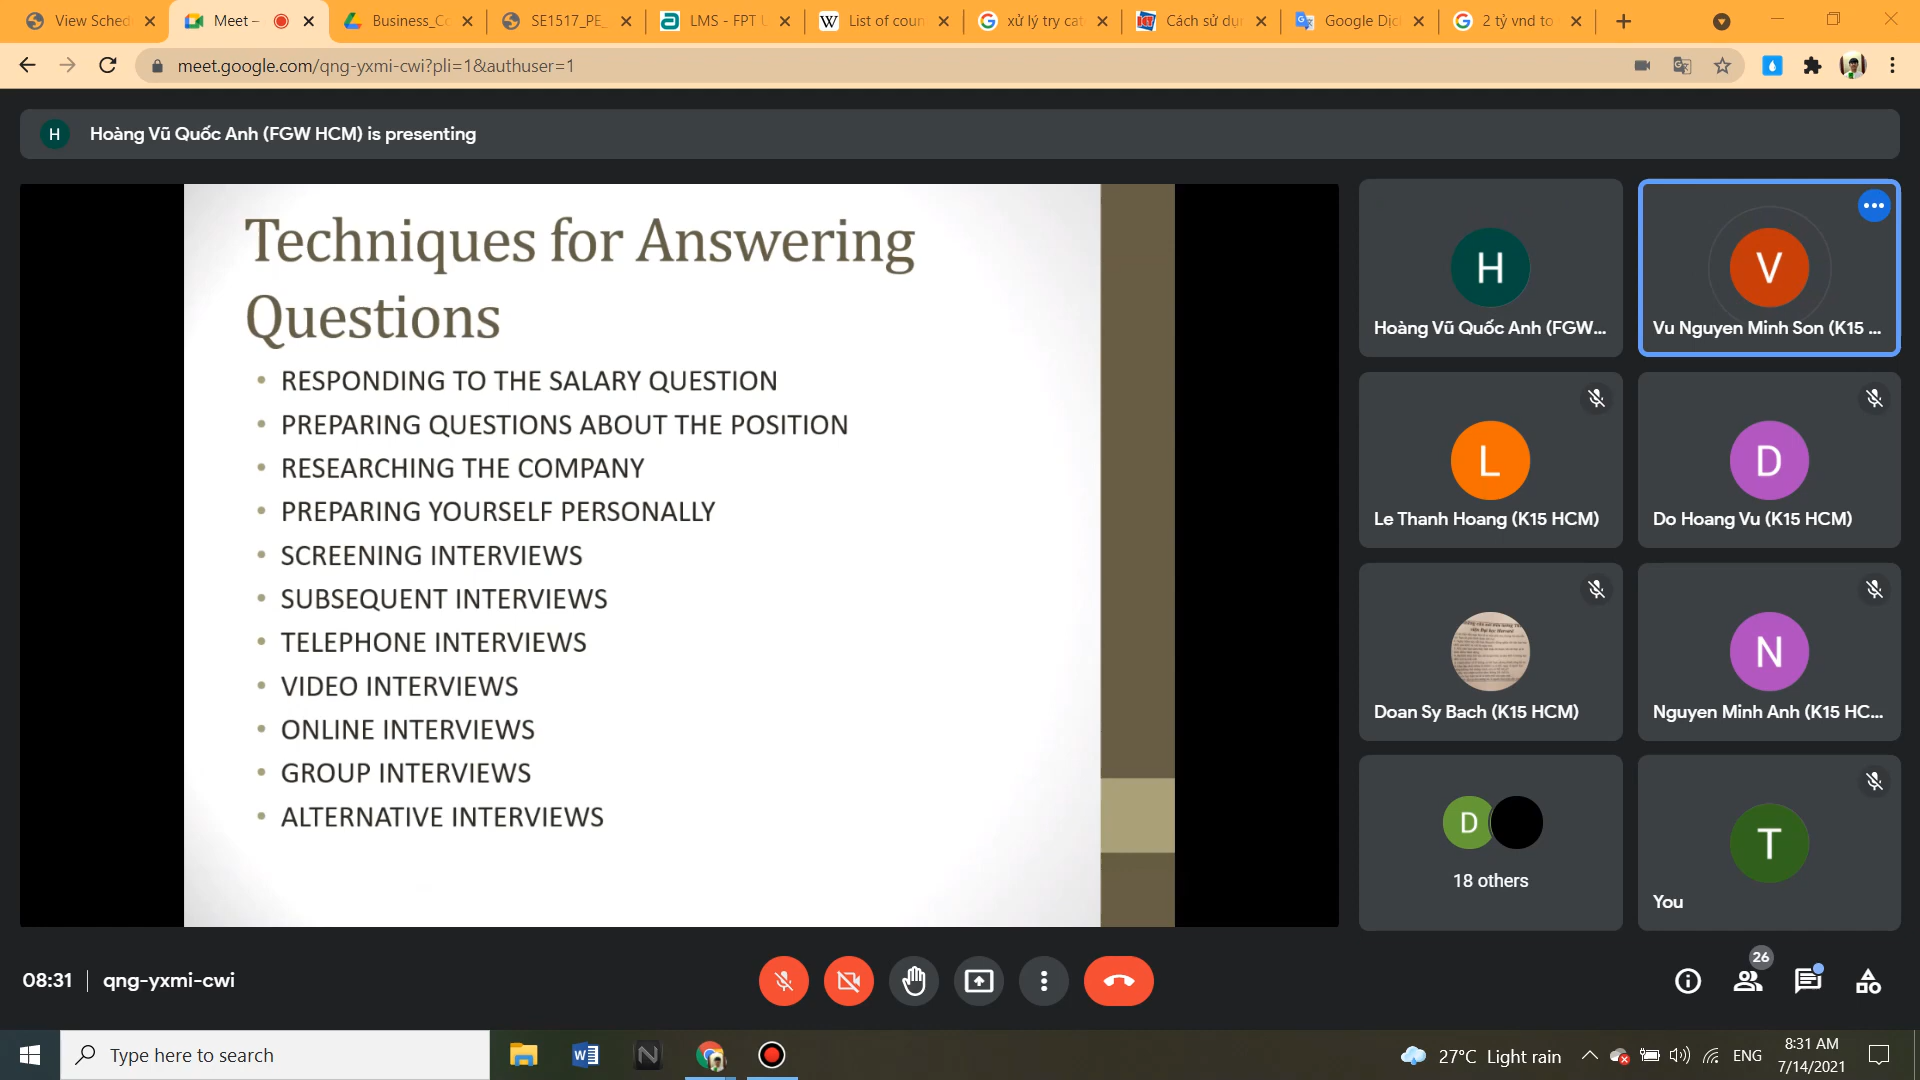 View Sched
Meet –
Business_Co
SE1517_PE_
LMS - FPT U
List of coun
xử lý try cat
Cách sử dụ
Google Dịc
2 tỷ vnd to
meet.google.com/qng-yxmi-cwi?pli=1&authuser=1
H
Hoàng Vũ Quốc Anh (FGW HCM) is presenting
Techniques for Answering
Questions
• RESPONDING TO THE SALARY QUESTION
• PREPARING QUESTIONS ABOUT THE POSITION
• RESEARCHING THE COMPANY
• PREPARING YOURSELF PERSONALLY
• SCREENING INTERVIEWS
• SUBSEQUENT INTERVIEWS
• TELEPHONE INTERVIEWS
• VIDEO INTERVIEWS
• ONLINE INTERVIEWS
• GROUP INTERVIEWS
• ALTERNATIVE INTERVIEWS
H
Hoàng Vũ Quốc Anh (FGW...
V
Vu Nguyen Minh Son (K15 ...
L
Le Thanh Hoang (K15 HCM)
D
Do Hoang Vu (K15 HCM)
Doan Sy Bach (K15 HCM)
N
Nguyen Minh Anh (K15 HC...
D
18 others
T
You
08:31 | qng-yxmi-cwi
26
Type here to search
27°C Light rain
ENG
8:31 AM
7/14/2021